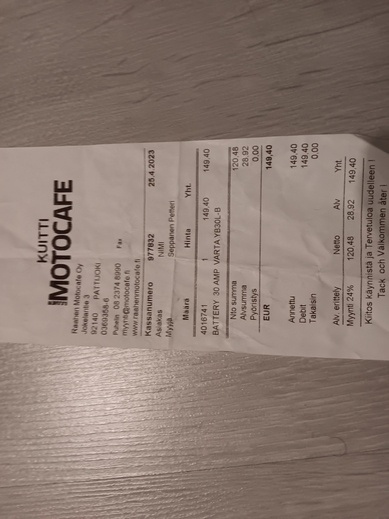 KUITTI
MOTOCAFE
Raahen Motocafe Oy
92140 PATTIJOKI
0360358-6
Puhelin 08 2374 8990 Fax
myynti@motocafe.fi
www.raahenmotocafe.fi
Kassanumero 977832 25.4.2023
Asiakas NIMI
Myyjä Seppänen Petteri
Määrä Hinta Yht.
4016741 1 149,40 149,40
BATTERY 30 AMP VARTA YB30L-B
Nto summa 120,48
Alvsumma 28,92
Pyöristys 0,00
EUR 149,40
Annettu 149,40
Debit 149,40
Takaisin 0,00
Alv. erittely Netto Alv Yht.
Myynti 24% 120,48 28,92 149,40
Kiitos käynnistä ja Tervetuloa uudelleen !
Tack och Välkommen åter !